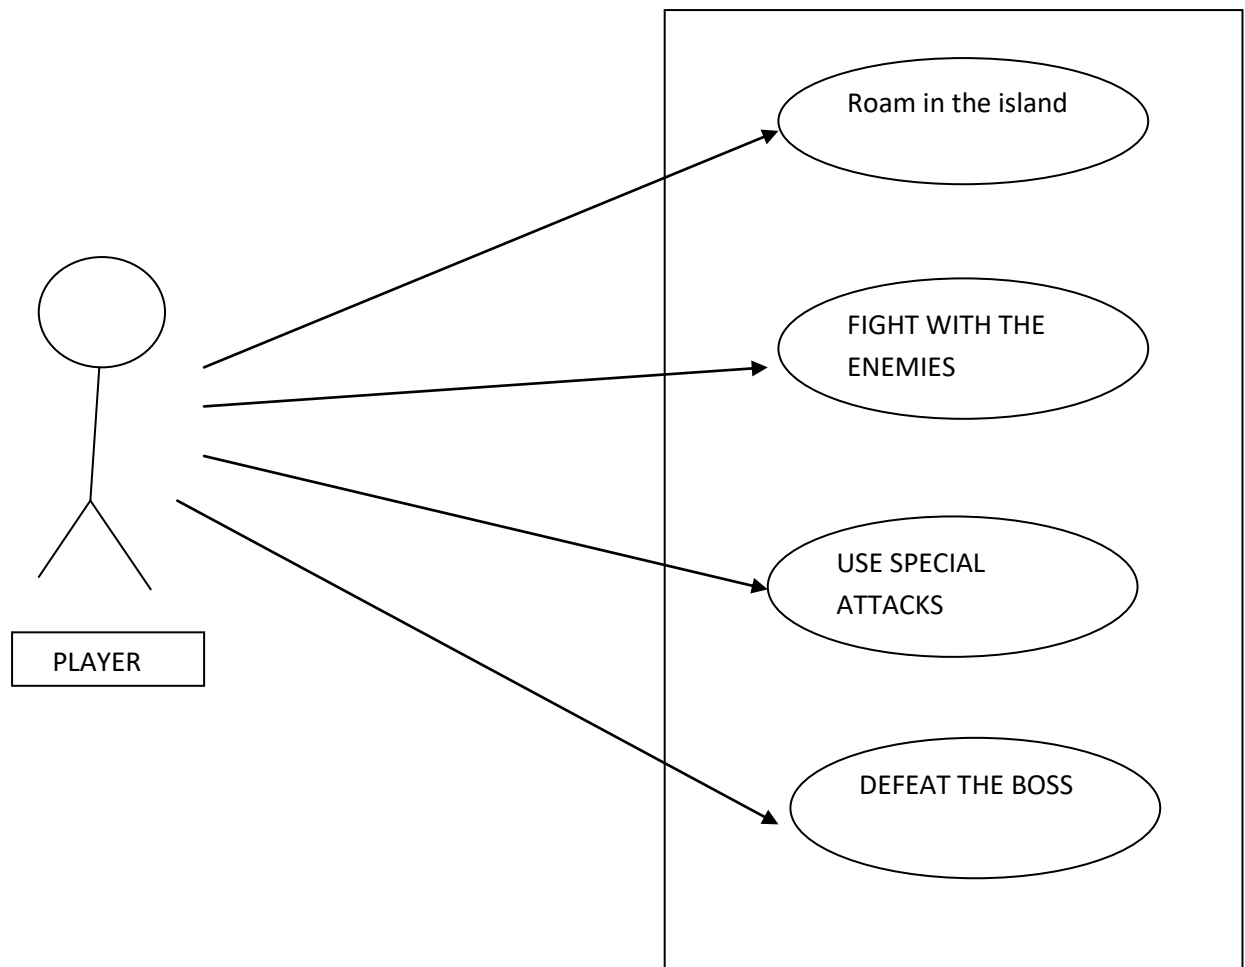 Roam in the island
FIGHT WITH THE
ENEMIES
USE SPECIAL
ATTACKS
PLAYER
DEFEAT THE BOSS